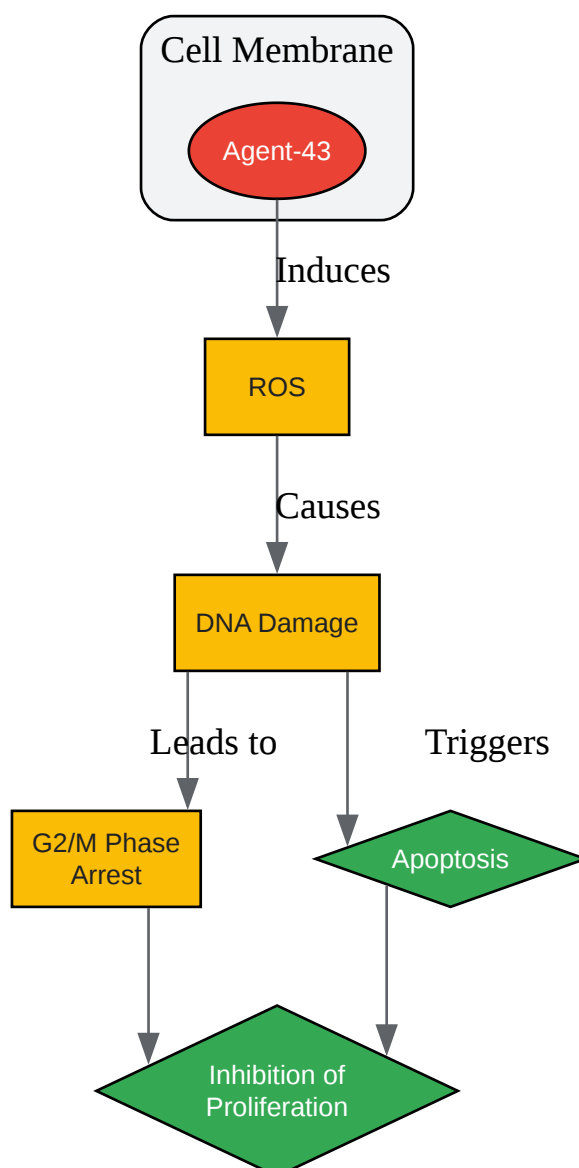 Cell Membrane
Agent-43
Induces
ROS
Causes
DNA Damage
Leads to
Triggers
G2/M Phase
Arrest
Apoptosis
Inhibition of
Proliferation